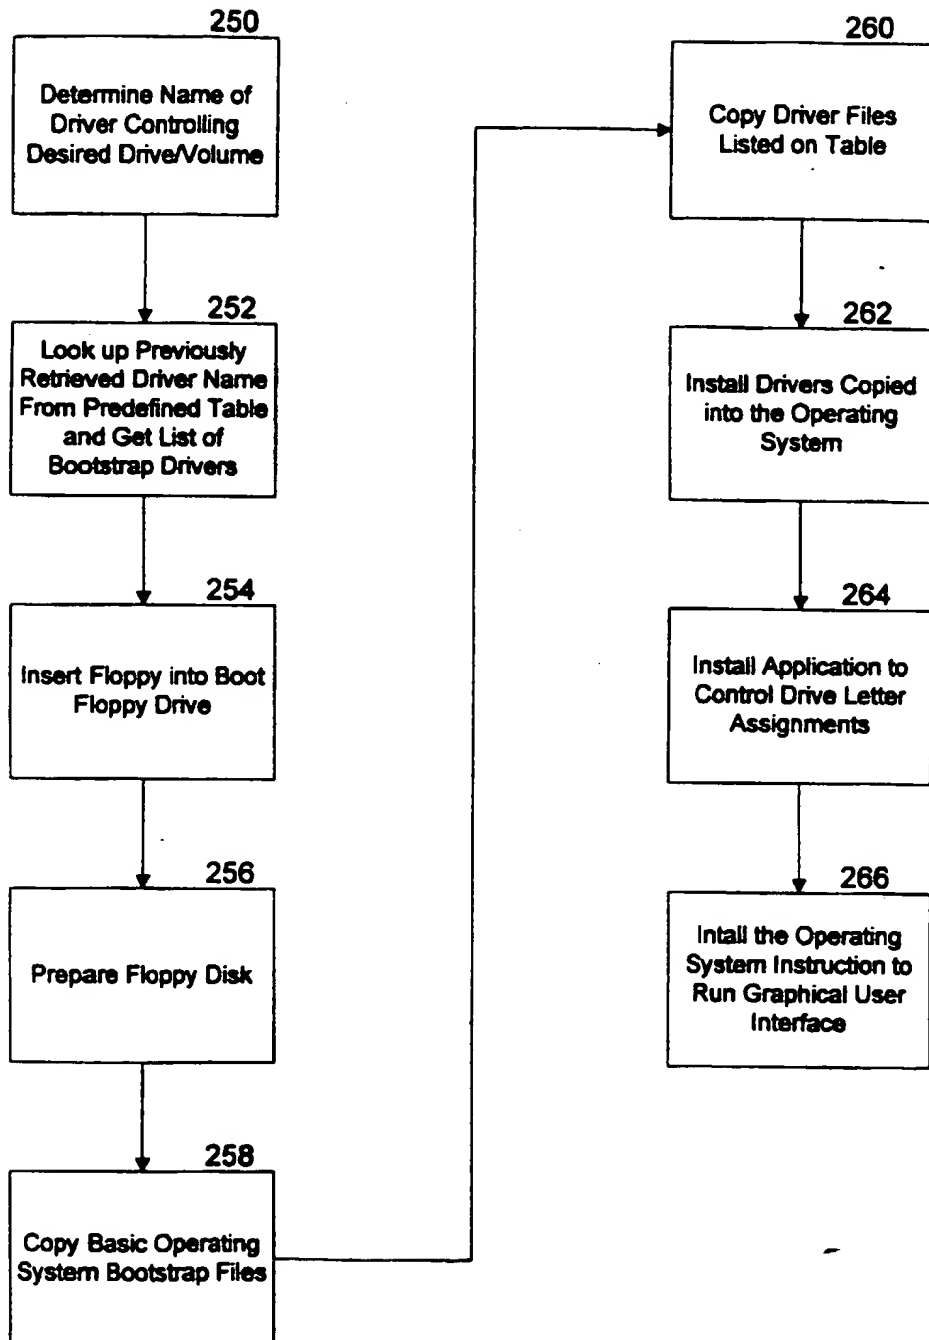 250
Determine Name of
Driver Controlling
Desired Drive/Volume
252
Look up Previously
Retrieved Driver Name
From Predefined Table
and Get List of
Bootstrap Drivers
254
Insert Floppy into Boot
Floppy Drive
256
Prepare Floppy Disk
258
Copy Basic Operating
System Bootstrap Files
260
Copy Driver Files
Listed on Table
262
Install Drivers Copied
into the Operating
System
264
Install Application to
Control Drive Letter
Assignments
266
Intall the Operating
System Instruction to
Run Graphical User
Interface